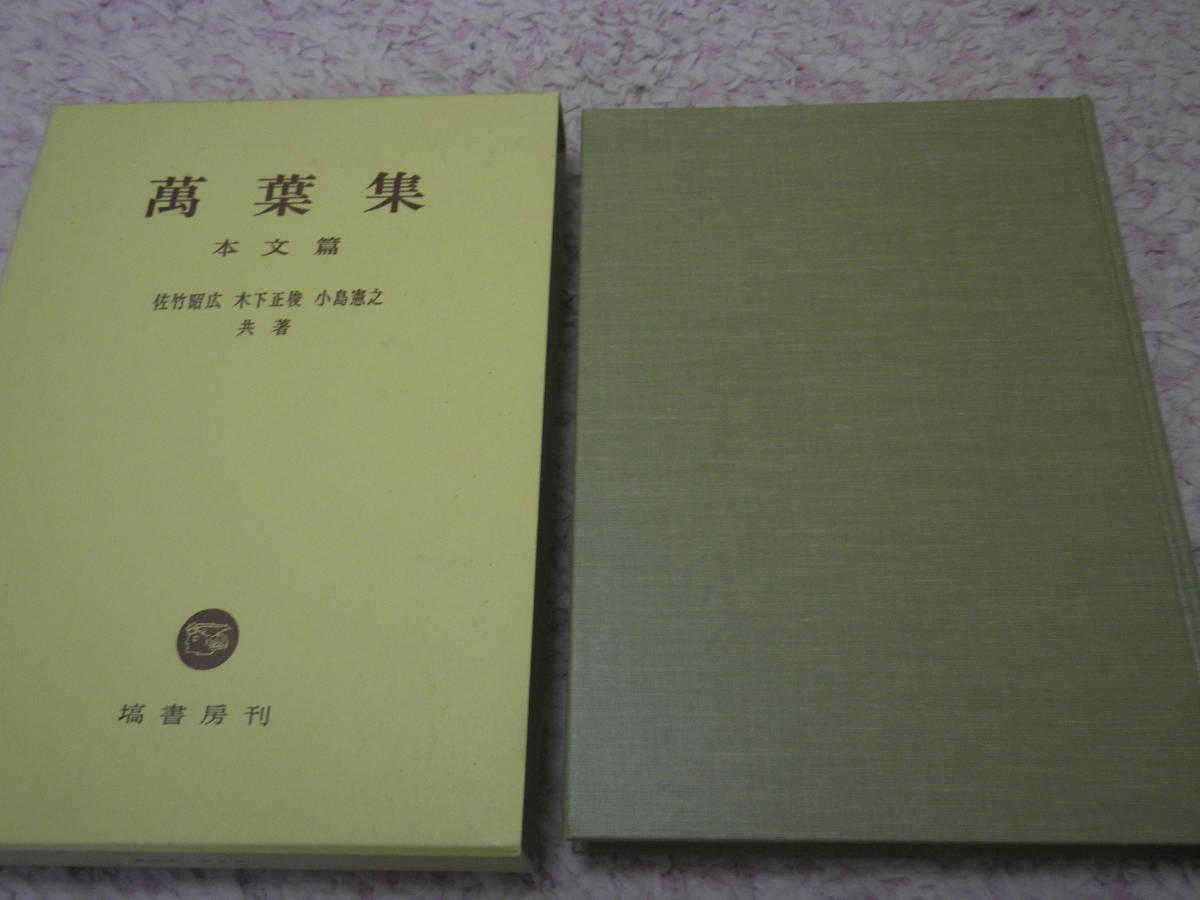 萬葉集
本文篇
佐竹昭広 木下正俊 小島憲之
共著
塙書房刊